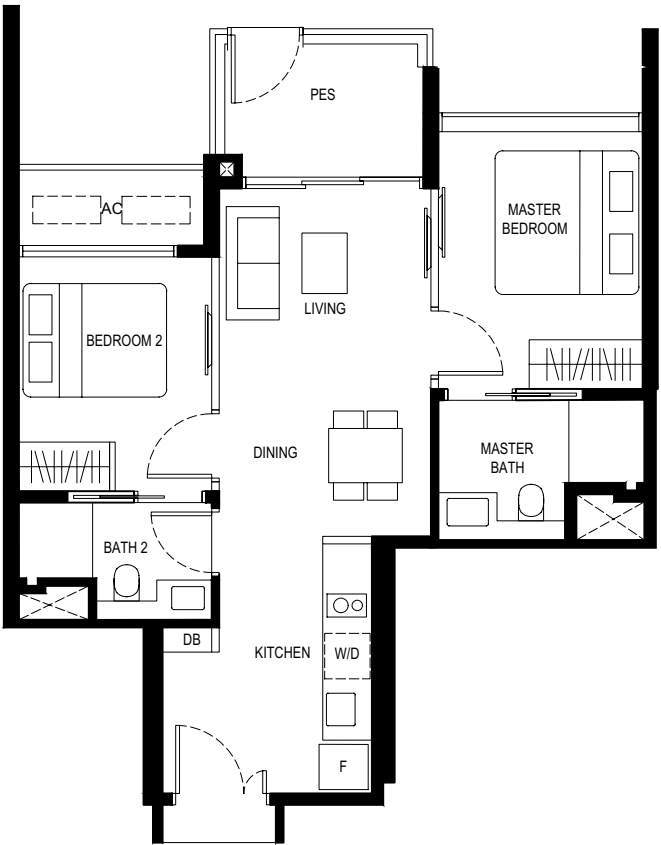 PES
AC
MASTER
BEDROOM
LIVING
BEDROOM 2
DINING
MASTER
BATH
BATH 2
DB
KITCHEN
W/D
F